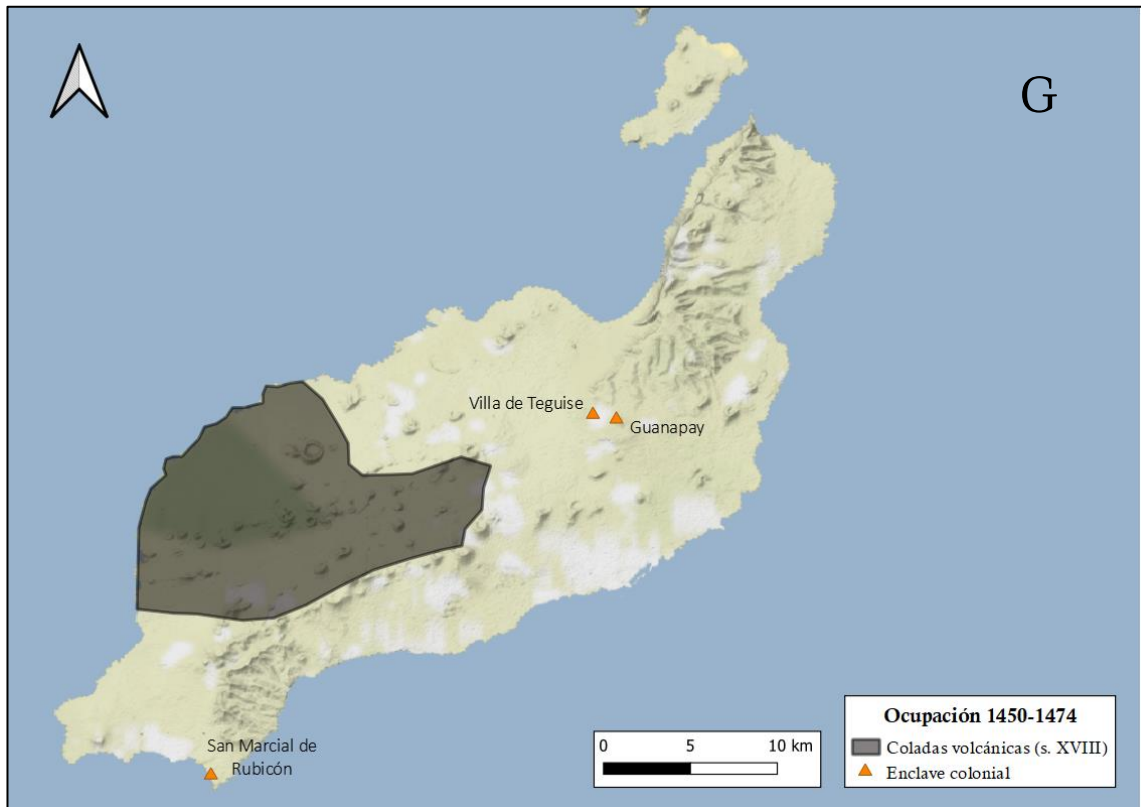 G
Villa de Teguise
Guanapay
San Marcial de
Rubicón
0 5 10 km
Ocupación 1450-1474
Coladas volcánicas (s. XVIII)
Enclave colonial